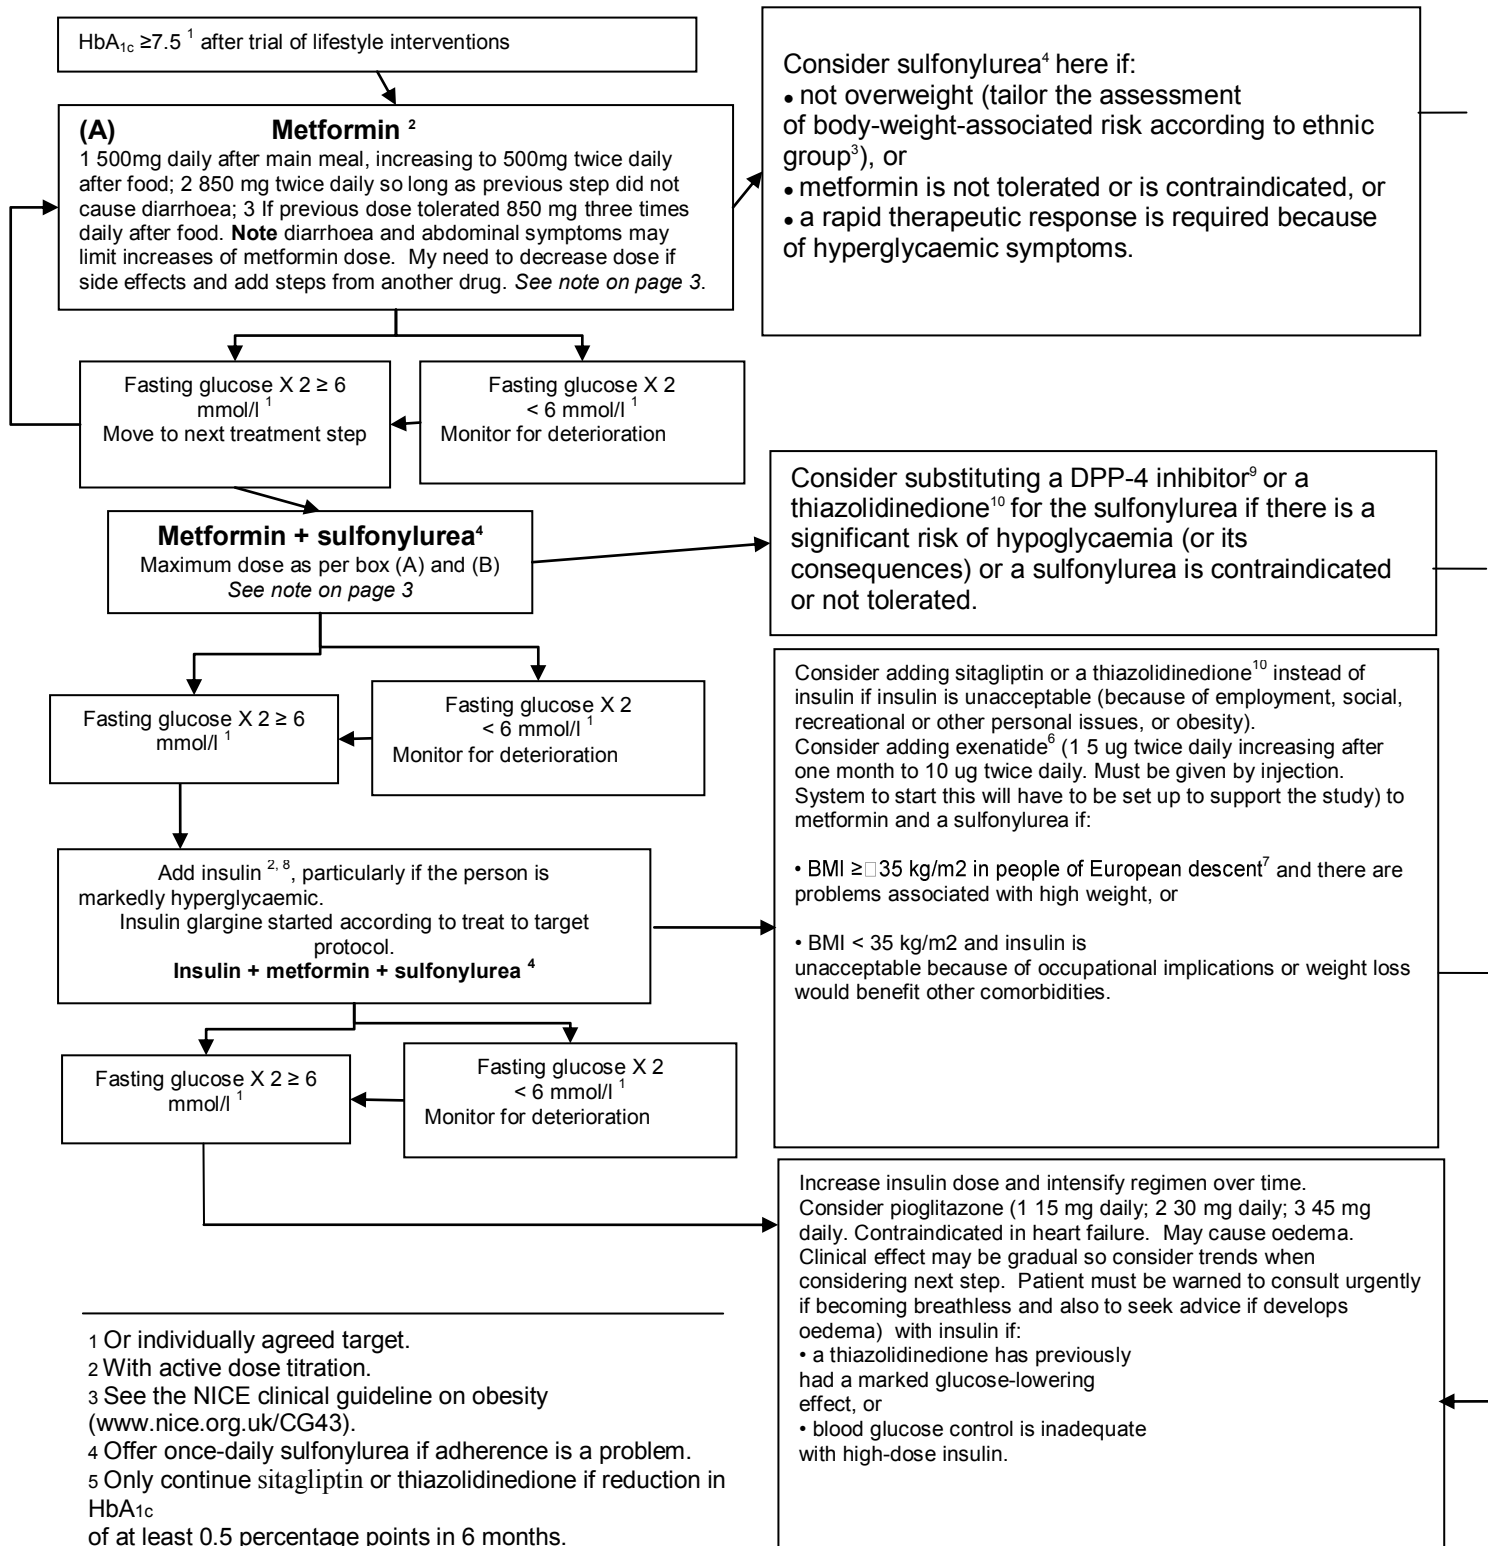 HbA1c ≥7.5 1 after trial of lifestyle interventions
(A) Metformin 2
1 500mg daily after main meal, increasing to 500mg twice daily
after food; 2 850 mg twice daily so long as previous step did not
cause diarrhoea; 3 If previous dose tolerated 850 mg three times
daily after food. Note diarrhoea and abdominal symptoms may
limit increases of metformin dose. My need to decrease dose if
side effects and add steps from another drug. See note on page 3.
Consider sulfonylurea4 here if:
• not overweight (tailor the assessment
of body-weight-associated risk according to ethnic
group3), or
• metformin is not tolerated or is contraindicated, or
• a rapid therapeutic response is required because
of hyperglycaemic symptoms.
Fasting glucose X 2 ≥ 6
mmol/l 1
Move to next treatment step
Fasting glucose X 2
< 6 mmol/l 1
Monitor for deterioration
Metformin + sulfonylurea4
Maximum dose as per box (A) and (B)
See note on page 3
Consider substituting a DPP-4 inhibitor9 or a
thiazolidinedione10 for the sulfonylurea if there is a
significant risk of hypoglycaemia (or its
consequences) or a sulfonylurea is contraindicated
or not tolerated.
Fasting glucose X 2 ≥ 6
mmol/l 1
Fasting glucose X 2
< 6 mmol/l 1
Monitor for deterioration
Consider adding sitagliptin or a thiazolidinedione10 instead of
insulin if insulin is unacceptable (because of employment, social,
recreational or other personal issues, or obesity).
Consider adding exenatide6 (1 5 ug twice daily increasing after
one month to 10 ug twice daily. Must be given by injection.
System to start this will have to be set up to support the study) to
metformin and a sulfonylurea if:
• BMI ≥□35 kg/m2 in people of European descent7 and there are
problems associated with high weight, or
• BMI < 35 kg/m2 and insulin is
unacceptable because of occupational implications or weight loss
would benefit other comorbidities.
Add insulin 2, 8, particularly if the person is
markedly hyperglycaemic.
Insulin glargine started according to treat to target
protocol.
Insulin + metformin + sulfonylurea 4
Fasting glucose X 2 ≥ 6
mmol/l 1
Fasting glucose X 2
< 6 mmol/l 1
Monitor for deterioration
Increase insulin dose and intensify regimen over time.
Consider pioglitazone (1 15 mg daily; 2 30 mg daily; 3 45 mg
daily. Contraindicated in heart failure. May cause oedema.
Clinical effect may be gradual so consider trends when
considering next step. Patient must be warned to consult urgently
if becoming breathless and also to seek advice if develops
oedema) with insulin if:
• a thiazolidinedione has previously
had a marked glucose-lowering
effect, or
• blood glucose control is inadequate
with high-dose insulin.
1 Or individually agreed target.
2 With active dose titration.
3 See the NICE clinical guideline on obesity
(www.nice.org.uk/CG43).
4 Offer once-daily sulfonylurea if adherence is a problem.
5 Only continue sitagliptin or thiazolidinedione if reduction in
HbA1c
of at least 0.5 percentage points in 6 months.